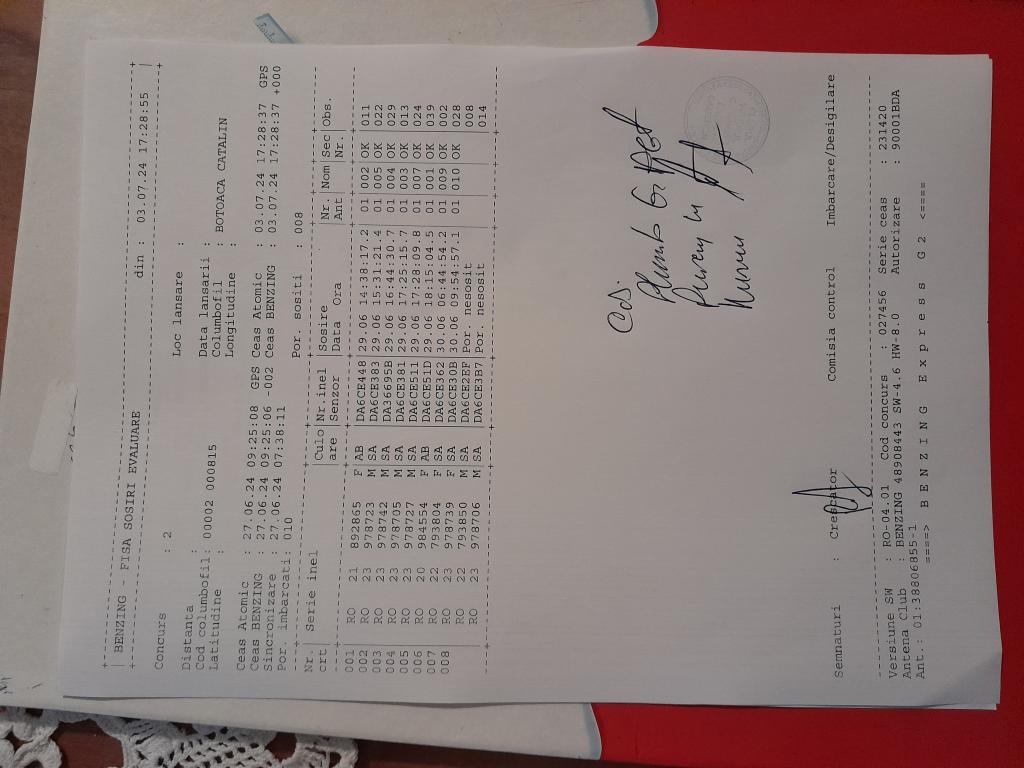 | BENZING - FISA SOSIRI EVALUARE din : 03.07.24 17:28:55 |
Concurs : 2 Loc lansare :
Distanta : Data lansarii :
Cod columbofil: 00002 000815 Columbofil : BOTOACA CATALIN
Latitudine : Longitudine :
Ceas Atomic : 27.06.24 09:25:08 GPS Ceas Atomic : 03.07.24 17:28:37 GPS
Ceas BENZING : 27.06.24 09:25:06 -002 Ceas BENZING : 03.07.24 17:28:37 +000
Sincronizare : 27.06.24 07:38:11
Por. imbarcati: 010 Por. sositi : 008
Nr. | Serie inel |Culo|Nr.inel |Sosire |Nr. |Nom|Sec|Obs.
crt | |are |Senzor |Data Ora |Ant | |Nr.|
001 | RO 21 892865 F|AB |DA6CE448|29.06 14:38:17.2| 01|002|OK |011
002 | RO 23 978723 M|SA |DA6CE383|29.06 15:31:21.4| 01|005|OK |022
003 | RO 23 978742 M|SA |DA36695B|29.06 16:44:30.7| 01|004|OK |029
004 | RO 23 978705 M|SA |DA6CE381|29.06 17:25:15.7| 01|003|OK |013
005 | RO 23 978727 M|SA |DA6CE511|29.06 17:28:09.8| 01|007|OK |024
006 | RO 20 984554 F|AB |DA6CE51D|29.06 18:15:04.5| 01|001|OK |039
007 | RO 22 793804 F|SA |DA6CE362|30.06 06:44:54.2| 01|009|OK |002
008 | RO 23 978739 F|SA |DA6CE30B|30.06 09:54:57.1| 01|010|OK |028
| RO 22 793850 M|SA |DA6CE2EF|Por. nesosit | | | |008
| RO 23 978706 M|SA |DA6CE3B7|Por. nesosit | | | |014
Semnaturi : Crescator Comisia control Imbarcare/Desigilare
Versiune SW : RO-04.01 Cod concurs : 027456 Serie ceas : 231420
Antena Club : BENZING 48908443 SW-4.6 HW-8.0 Autorizare : 90001BDA
Ant.: 01:38806855-1
====> B E N Z I N G E x p r e s s G 2 <====